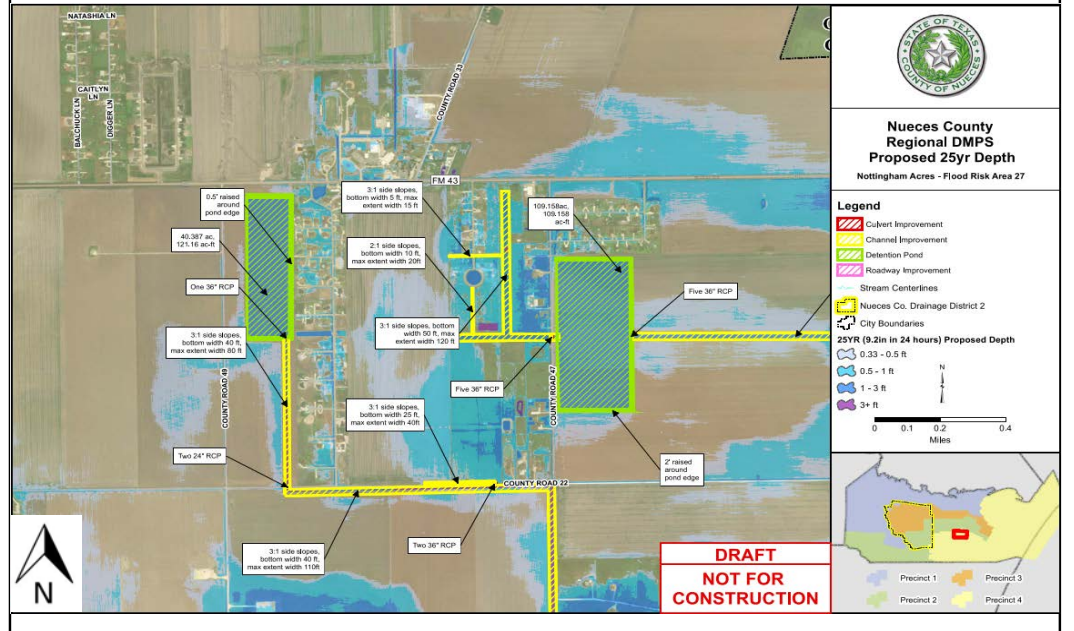 NATASHIA LN
CAITLYN
LN
BALCHUCK LN
DIGGER LN
COUNTY ROAD 33
FM 43
0.5" raised
around
pond edge
40.387 ac,
121.16 ac-ft
One 36" RCP
3:1 side slopes,
bottom width 40 ft,
max extent width 80 ft
COUNTY ROAD 49
Two 24" RCP
3:1 side slopes,
bottom width 40 ft,
max extent width 110ft
3:1 side slopes,
bottom width 5 ft, max
extent width 15 ft
2:1 side slopes,
bottom width 10 ft,
max extent width 20ft
3:1 side slopes, bottom
width 50 ft, max
extent width 120 ft
Five 36" RCP
3:1 side slopes,
bottom width 25 ft,
max extent width 40ft
Two 36" RCP
COUNTY ROAD 22
COUNTY ROAD 47
109.158ac,
109.158
ac-ft
Five 36" RCP
2' raised
around
pond edge
N
DRAFT
NOT FOR
CONSTRUCTION
STATE OF TEXAS
COUNTY OF NUECES
Nueces County
Regional DMPS
Proposed 25yr Depth
Nottingham Acres - Flood Risk Area 27
Legend
Culvert Improvement
Channel Improvement
Detention Pond
Roadway Improvement
Stream Centerlines
Nueces Co. Drainage District 2
City Boundaries
25YR (9.2in in 24 hours) Proposed Depth
0.33 - 0.5 ft
0.5 - 1 ft
1 - 3 ft
3+ ft
N
0 0.1 0.2 0.4
Miles
Precinct 1
Precinct 3
Precinct 2
Precinct 4